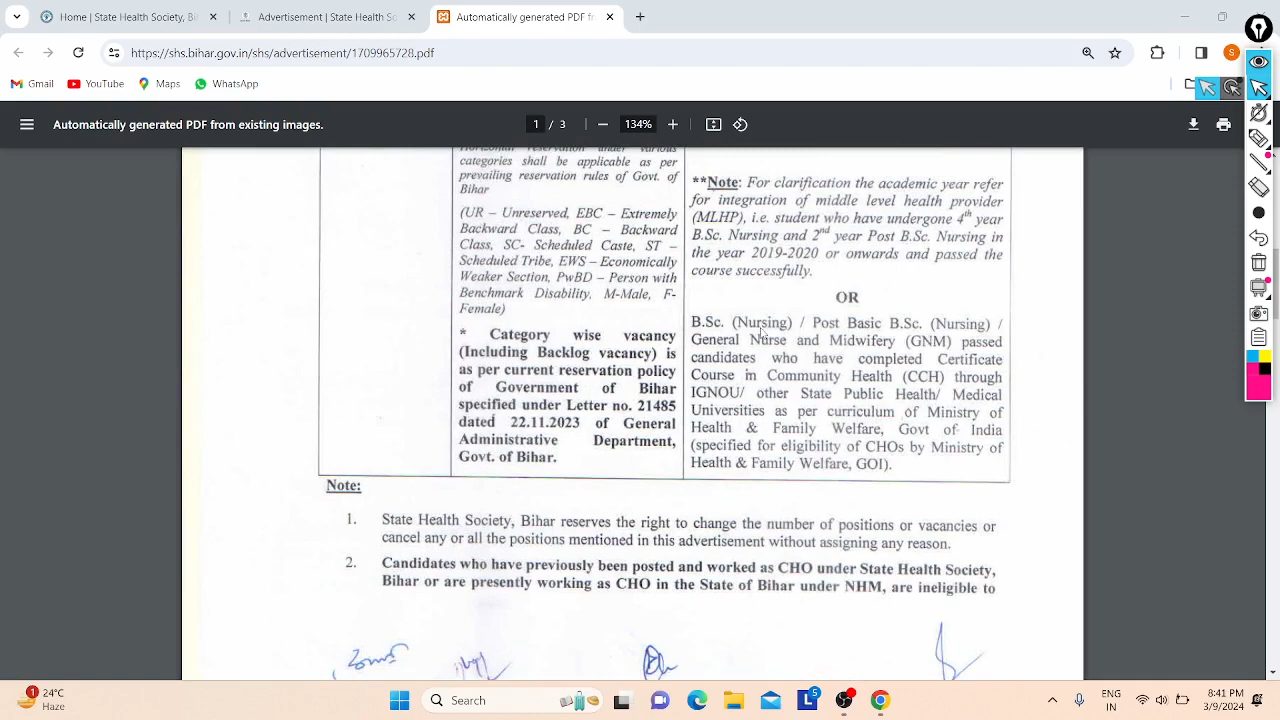 Home | State Health Society, Bi
Advertisement | State Health So
Automatically generated PDF fro
https://shs.bihar.gov.in/shs/advertisement/1709965728.pdf
S
Gmail
YouTube
Maps
WhatsApp
Automatically generated PDF from existing images.
1 / 3
134%
Horizontal reservation under various
categories shall be applicable as per
prevailing reservation rules of Govt. of
Bihar
(UR – Unreserved, EBC – Extremely
Backward Class, BC – Backward
Class, SC- Scheduled Caste, ST –
Scheduled Tribe, EWS – Economically
Weaker Section, PwBD – Person with
Benchmark Disability, M-Male, F-
Female)
* Category wise vacancy
(Including Backlog vacancy) is
as per current reservation policy
of Government of Bihar
specified under Letter no. 21485
dated 22.11.2023 of General
Administrative Department,
Govt. of Bihar.
**Note: For clarification the academic year refer
for integration of middle level health provider
(MLHP), i.e. student who have undergone 4th year
B.Sc. Nursing and 2nd year Post B.Sc. Nursing in
the year 2019-2020 or onwards and passed the
course successfully.
OR
B.Sc. (Nursing) / Post Basic B.Sc. (Nursing) /
General Nurse and Midwifery (GNM) passed
candidates who have completed Certificate
Course in Community Health (CCH) through
IGNOU/ other State Public Health/ Medical
Universities as per curriculum of Ministry of
Health & Family Welfare, Govt of India
(specified for eligibility of CHOs by Ministry of
Health & Family Welfare, GOI).
Note:
1. State Health Society, Bihar reserves the right to change the number of positions or vacancies or
cancel any or all the positions mentioned in this advertisement without assigning any reason.
2. Candidates who have previously been posted and worked as CHO under State Health Society,
Bihar or are presently working as CHO in the State of Bihar under NHM, are ineligible to
1
24°C
Haze
Search
L
5
ENG
IN
8:41 PM
3/9/2024